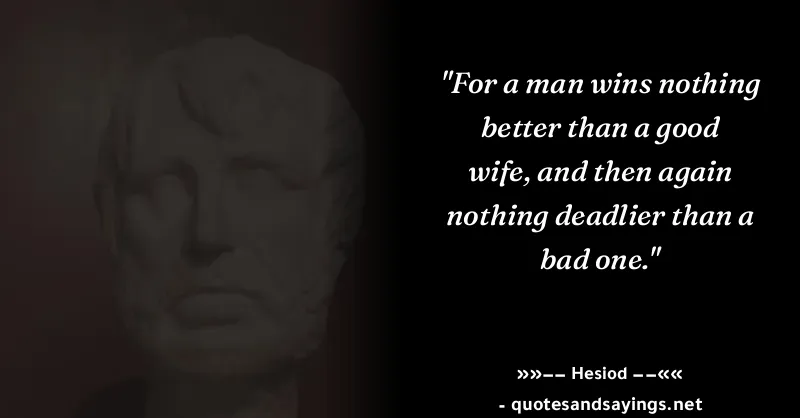 "For a man wins nothing
better than a good
wife, and then again
nothing deadlier than a
bad one."
»»−− Hesiod −−««
- quotesandsayings.net